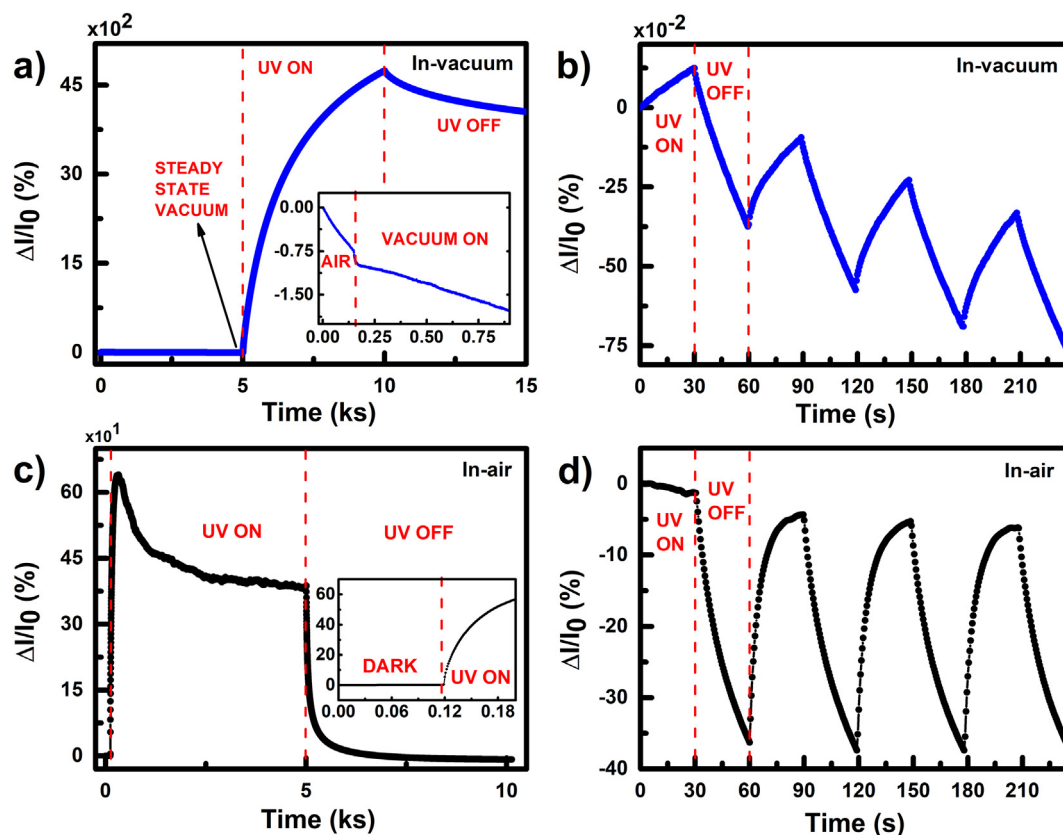 a)
x10²
UV ON
In-vacuum
UV OFF
STEADY
STATE
VACUUM
ΔI/I0 (%)
45
30
15
0
0
5
10
15
Time (ks)
0.00
-0.75
-1.50
AIR
VACUUM ON
0.00
0.25
0.50
0.75
b)
x10⁻²
UV
OFF
In-vacuum
UV
ON
ΔI/I0 (%)
0
-25
-50
-75
0
30
60
90
120
150
180
210
Time (s)
c)
x10¹
In-air
UV ON
UV OFF
ΔI/I0 (%)
60
45
30
15
0
0
5
10
Time (ks)
60
40
20
0
DARK
UV ON
0.00
0.06
0.12
0.18
d)
In-air
UV
OFF
UV
ON
ΔI/I0 (%)
0
-10
-20
-30
-40
0
30
60
90
120
150
180
210
Time (s)